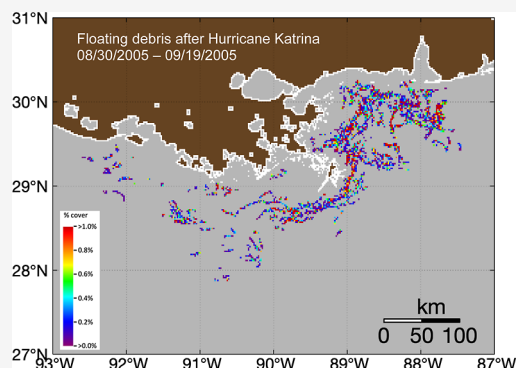 31°N
Floating debris after Hurricane Katrina
08/30/2005 – 09/19/2005
30°N
29°N
% cover
>1.0%
0.8%
0.6%
0.4%
0.2%
>0.0%
28°N
km
0 50 100
27°N
93°W 92°W 91°W 90°W 89°W 88°W 87°W